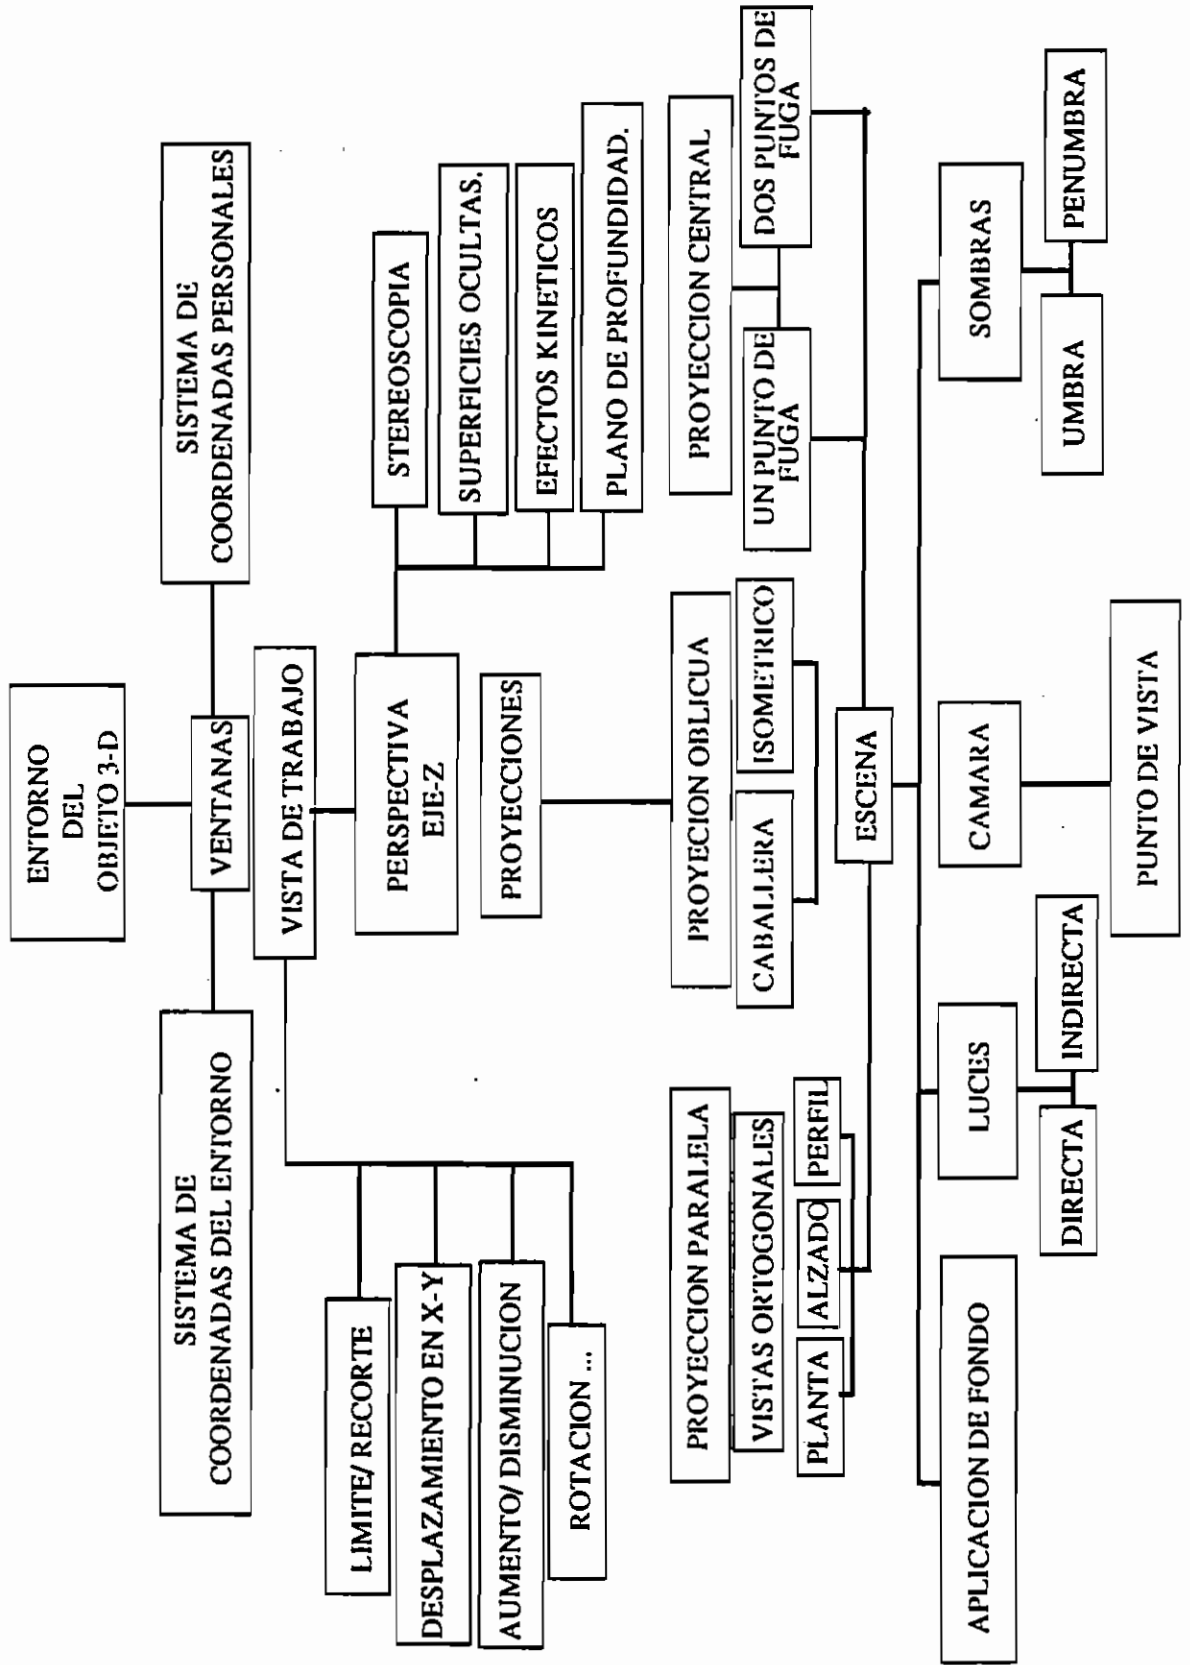 ENTORNO
DEL
OBJETO 3-D
SISTEMA DE
COORDENADAS DEL ENTORNO
VENTANAS
SISTEMA DE
COORDENADAS PERSONALES
VISTA DE TRABAJO
LIMITE/ RECORTE
DESPLAZAMIENTO EN X-Y
AUMENTO/ DISMINUCION
ROTACION ...
PERSPECTIVA
EJE-Z
STEREOSCOPIA
SUPERFICIES OCULTAS.
EFECTOS KINETICOS
PLANO DE PROFUNDIDAD.
PROYECCIONES
PROYECCION PARALELA
VISTAS ORTOGONALES
PLANTA
ALZADO
PERFIL
PROYECION OBLICUA
CABALLERA
ISOMETRICO
PROYECCION CENTRAL
UN PUNTO DE
FUGA
DOS PUNTOS DE
FUGA
ESCENA
APLICACION DE FONDO
LUCES
DIRECTA
INDIRECTA
CAMARA
PUNTO DE VISTA
SOMBRAS
UMBRA
PENUMBRA